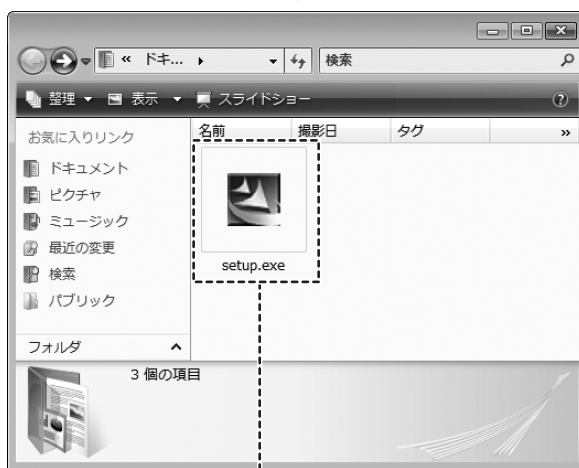 « ドキ...
検索
整理 表示 スライドショー
お気に入りリンク
名前 撮影日 タグ »
ドキュメント
ピクチャ
ミュージック
最近の変更
検索
パブリック
setup.exe
フォルダ
3 個の項目